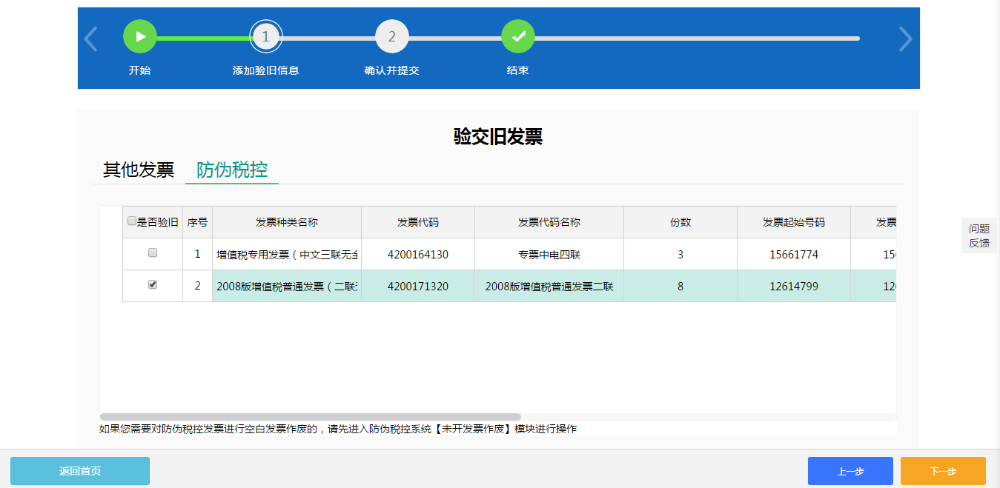 1
2
开始
添加验旧信息
确认并提交
结束
验交旧发票
其他发票
防伪税控
是否验旧 序号 发票种类名称 发票代码 发票代码名称 份数 发票起始号码 发票
1 增值税专用发票（中文三联无 4200164130 专票中电四联 3 15661774 15
2 2008版增值税普通发票（二联 4200171320 2008版增值税普通发票二联 8 12614799 12
如果您需要对防伪税控发票进行空白发票作废的，请先进入防伪税控系统【未开发票作废】模块进行操作
问题
反馈
返回首页
上一步
下一步